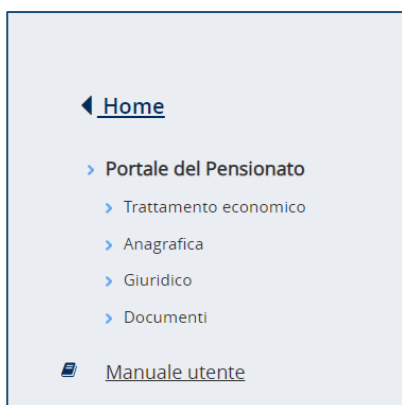 Home
Portale del Pensionato
Trattamento economico
Anagrafica
Giuridico
Documenti
Manuale utente